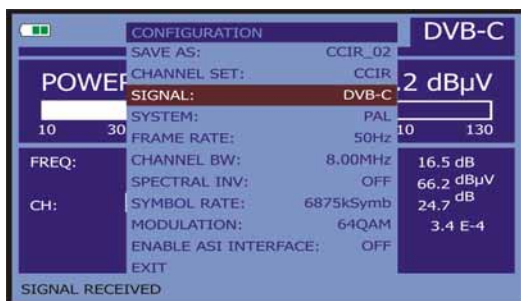 CONFIGURATION
DVB-C
SAVE AS: CCIR_02
CHANNEL SET: CCIR
SIGNAL: DVB-C
SYSTEM: PAL
FRAME RATE: 50Hz
CHANNEL BW: 8.00MHz
SPECTRAL INV: OFF
SYMBOL RATE: 6875kSymb
MODULATION: 64QAM
ENABLE ASI INTERFACE: OFF
EXIT
POWER
.2 dBµV
10 30
10 130
FREQ: 16.5 dB
66.2 dBµV
CH: 24.7 dB
3.4 E-4
SIGNAL RECEIVED